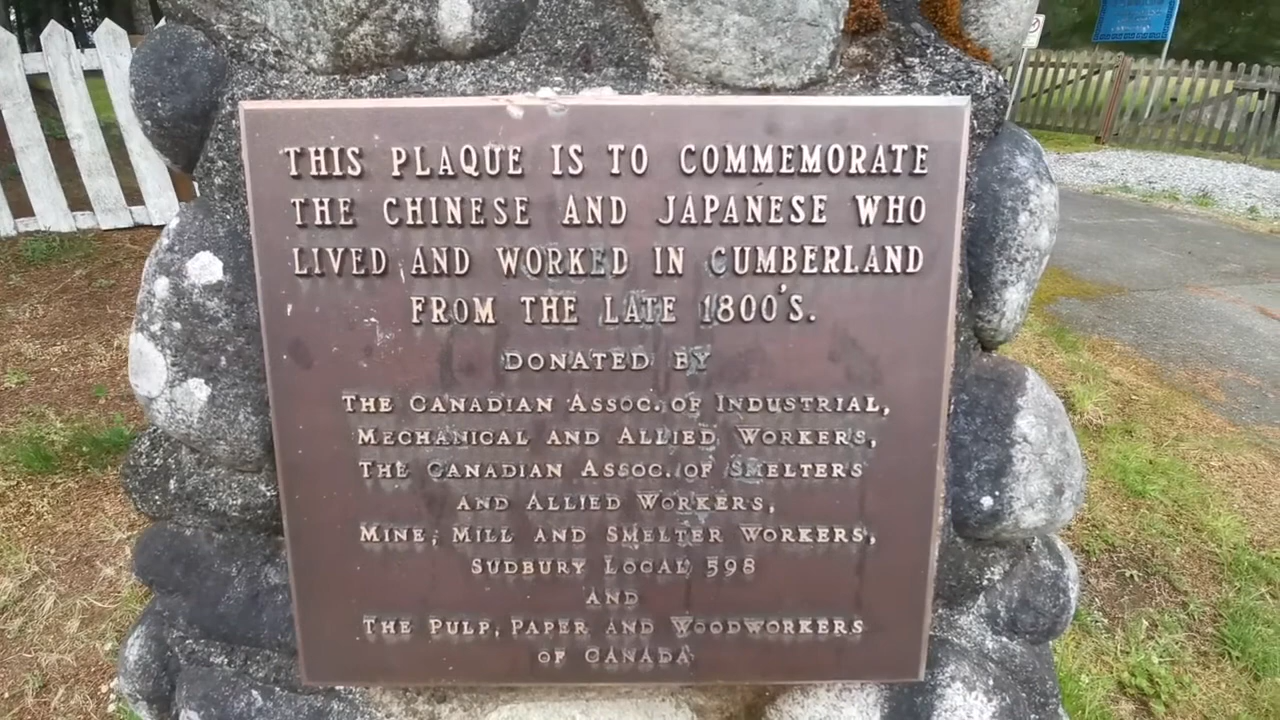 THIS PLAQUE IS TO COMMEMORATE
THE CHINESE AND JAPANESE WHO
LIVED AND WORKED IN CUMBERLAND
FROM THE LATE 1800'S.
DONATED BY
THE CANADIAN ASSOC. OF INDUSTRIAL,
MECHANICAL AND ALLIED WORKERS,
THE CANADIAN ASSOC. OF SMELTERS
AND ALLIED WORKERS,
MINE, MILL AND SMELTER WORKERS,
SUDBURY LOCAL 598
AND
THE PULP, PAPER AND WOODWORKERS
OF CANADA